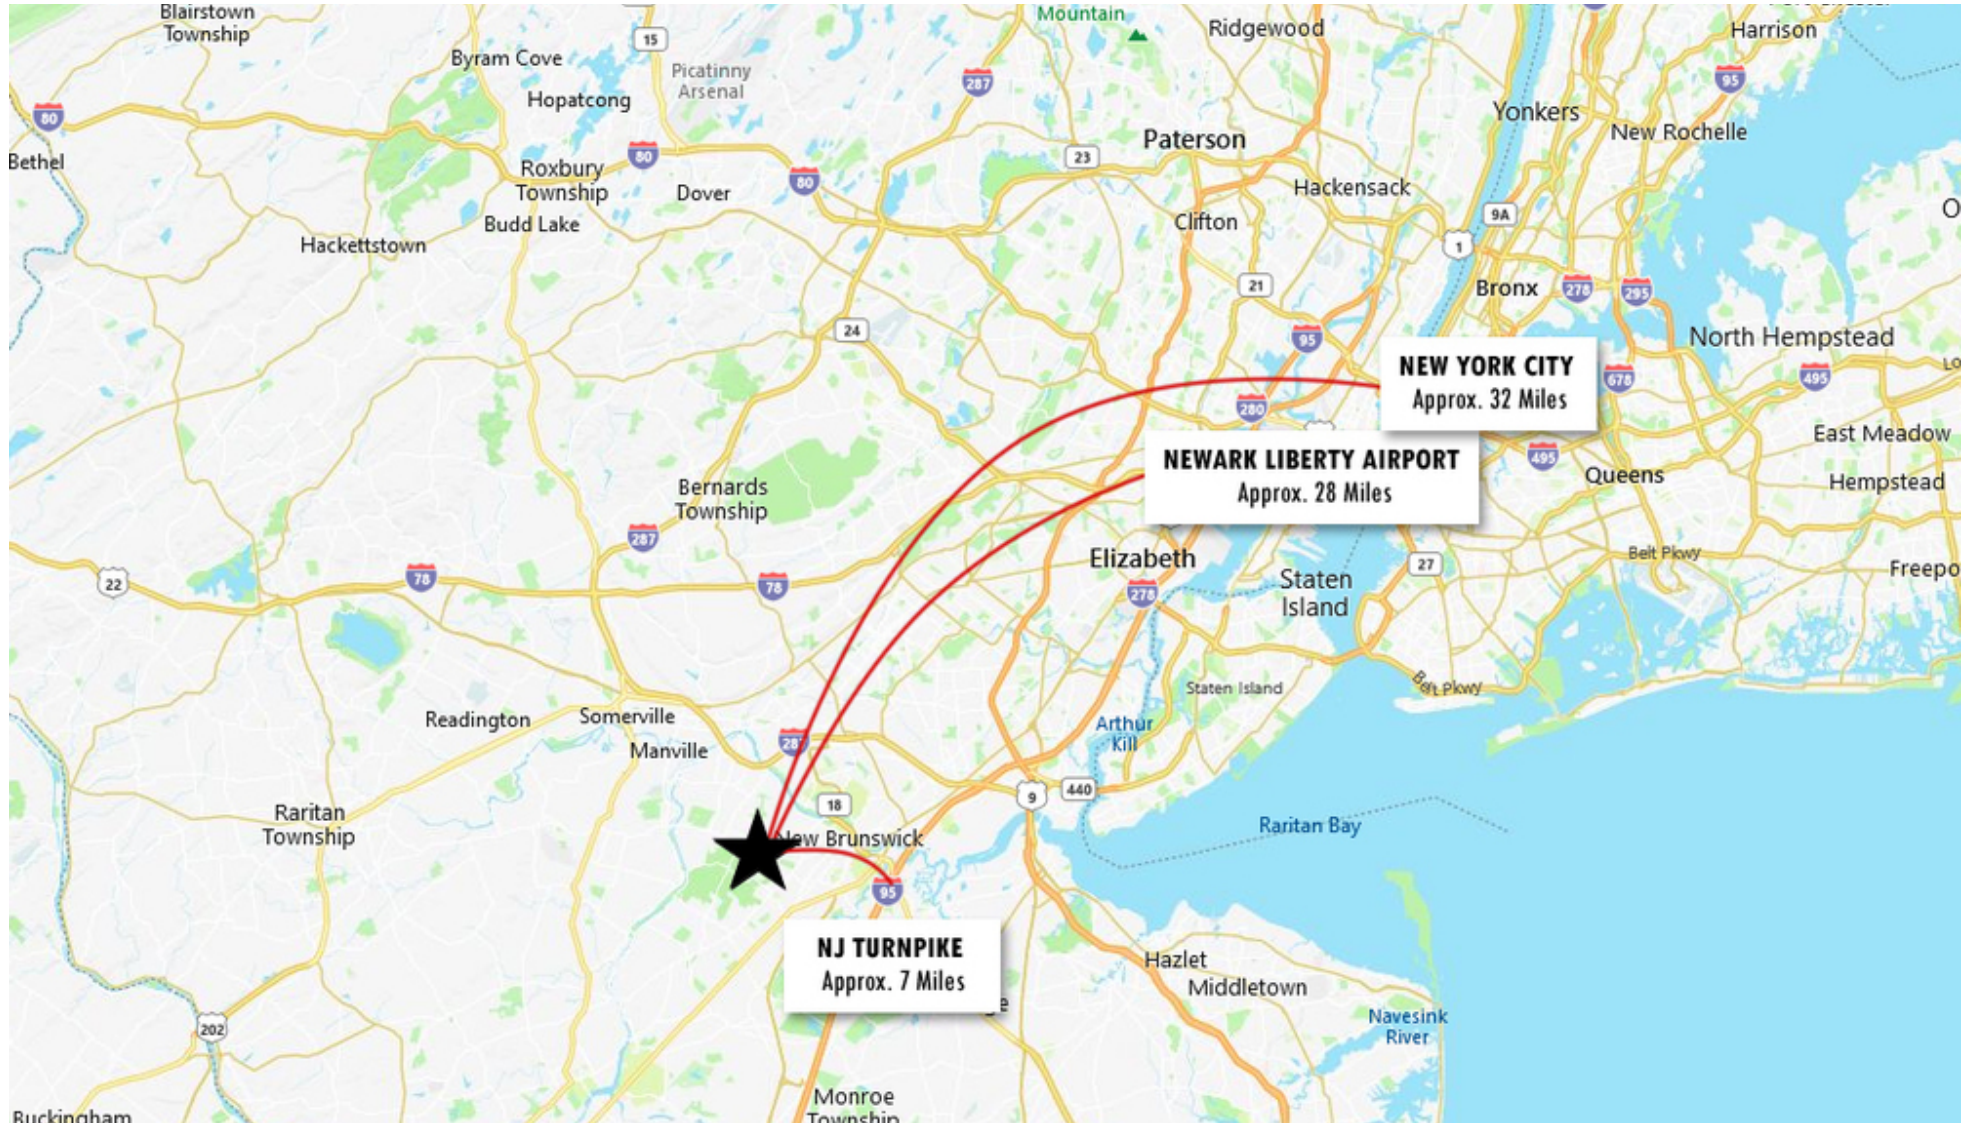 Blairstown
Township
15
Byram Cove
Picatinny
Arsenal
Hopatcong
Mountain
287
Ridgewood
Harrison
95
80
Bethel
Roxbury
Township
80
Dover
80
23
Paterson
Yonkers
New Rochelle
Hackensack
Budd Lake
Hackettstown
Clifton
9A
1
O
21
Bronx
278
295
24
95
North Hempstead
NEW YORK CITY
Approx. 32 Miles
678
495
Lo
280
East Meadow
NEWARK LIBERTY AIRPORT
Approx. 28 Miles
495
Queens
Hempstead
Bernards
Township
287
Elizabeth
278
Staten
Island
27
Belt Pkwy
Freepo
22
78
78
Staten Island
Belt Pkwy
Readington
Somerville
Manville
287
Arthur
Kill
18
9
440
Raritan
Township
New Brunswick
Raritan Bay
95
NJ TURNPIKE
Approx. 7 Miles
ge
Hazlet
Middletown
Navesink
River
202
Monroe
Township
Buckingham